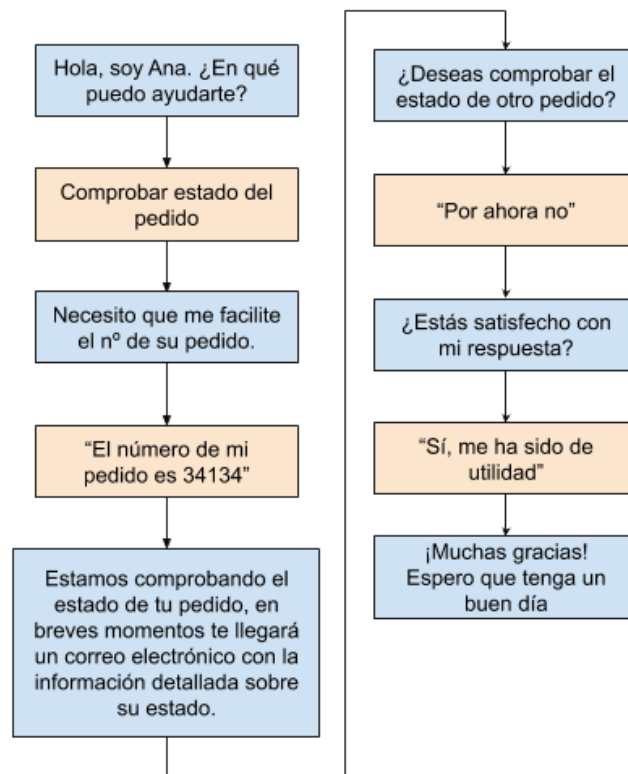 Hola, soy Ana. ¿En qué
puedo ayudarte?
Comprobar estado del
pedido
Necesito que me facilite
el nº de su pedido.
“El número de mi
pedido es 34134”
Estamos comprobando el
estado de tu pedido, en
breves momentos te llegará
un correo electrónico con la
información detallada sobre
su estado.
¿Deseas comprobar el
estado de otro pedido?
“Por ahora no”
¿Estás satisfecho con
mi respuesta?
“Sí, me ha sido de
utilidad”
¡Muchas gracias!
Espero que tenga un
buen día